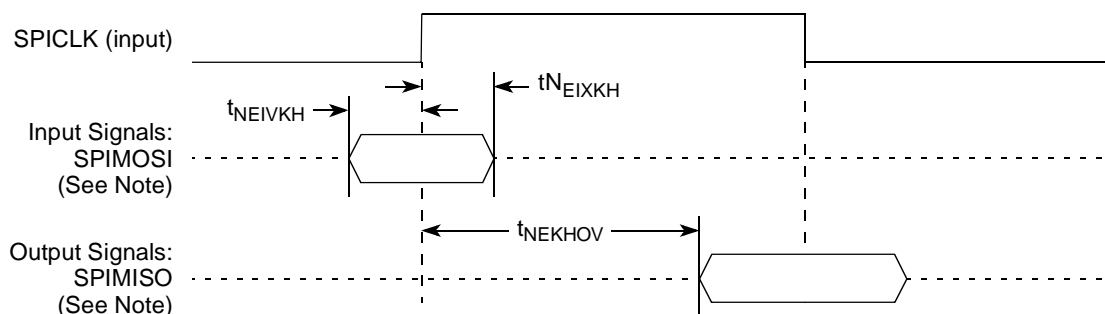 SPICLK (input)
tNEIXKH
tNEIVKH
Input Signals:
SPIMOSI
(See Note)
tNEKHOV
Output Signals:
SPIMISO
(See Note)